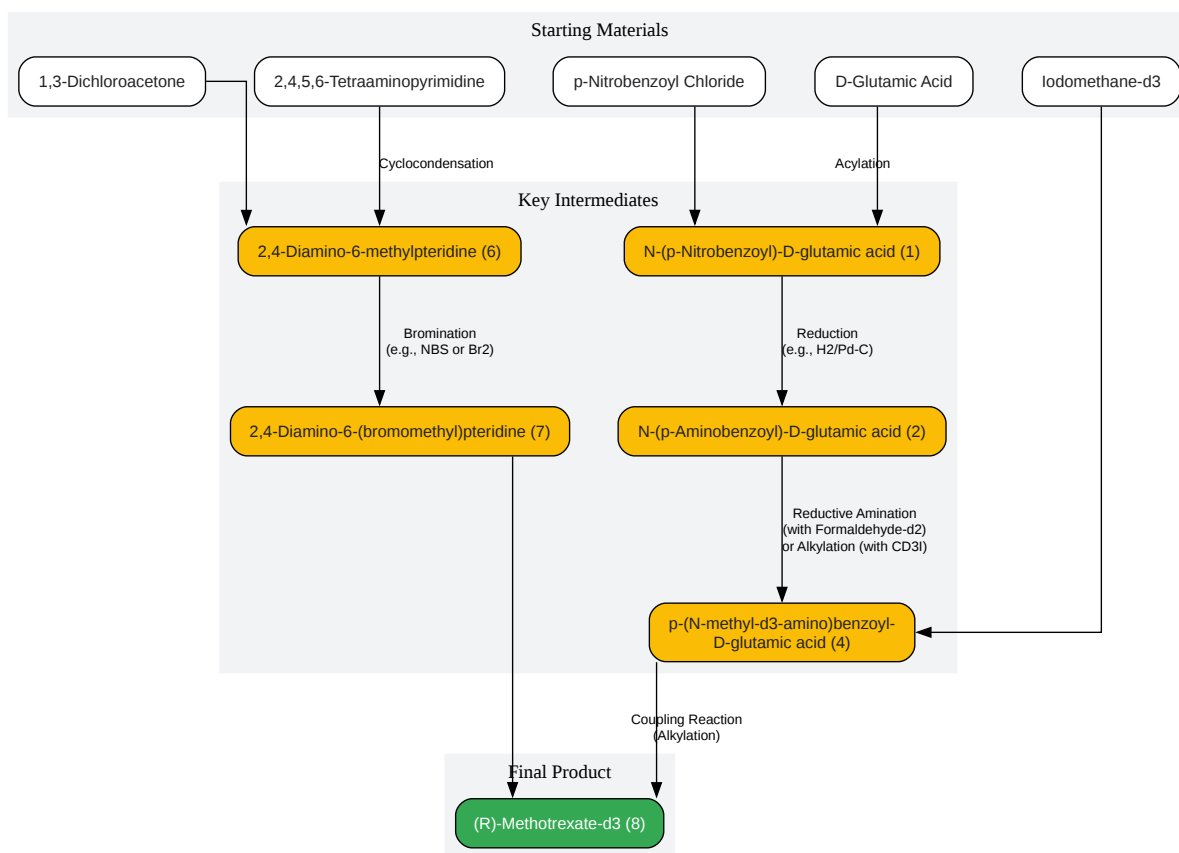 Starting Materials
1,3-Dichloroacetone
2,4,5,6-Tetraaminopyrimidine
p-Nitrobenzoyl Chloride
D-Glutamic Acid
Iodomethane-d3
Cyclocondensation
Acylation
Key Intermediates
2,4-Diamino-6-methylpteridine (6)
N-(p-Nitrobenzoyl)-D-glutamic acid (1)
Bromination
(e.g., NBS or Br2)
Reduction
(e.g., H2/Pd-C)
2,4-Diamino-6-(bromomethyl)pteridine (7)
N-(p-Aminobenzoyl)-D-glutamic acid (2)
Reductive Amination
(with Formaldehyde-d2)
or Alkylation (with CD3I)
p-(N-methyl-d3-amino)benzoyl-
D-glutamic acid (4)
Coupling Reaction
(Alkylation)
Final Product
(R)-Methotrexate-d3 (8)